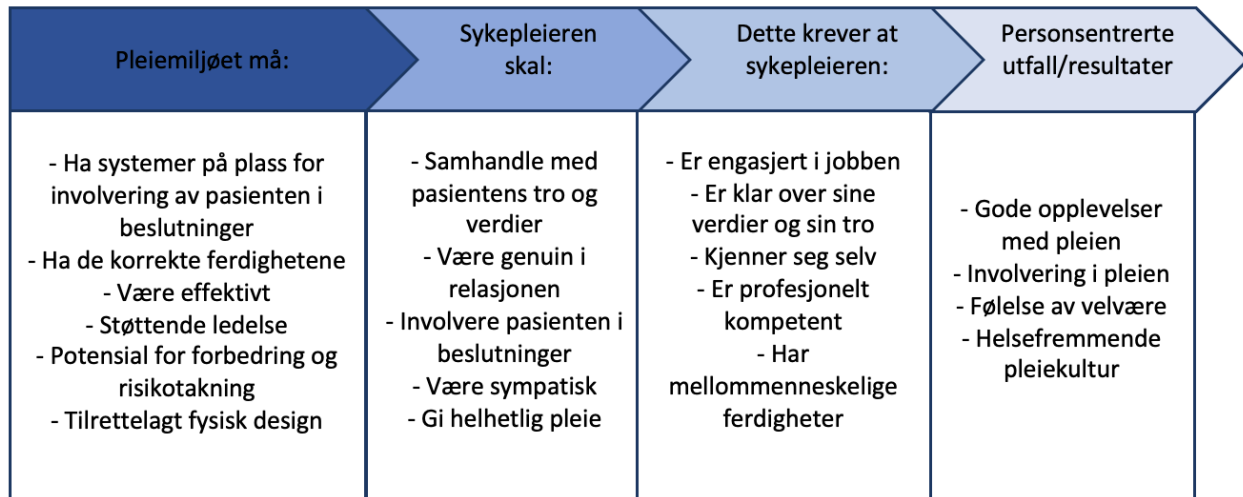 Pleiemiljøet må:
Sykepleieren
skal:
Dette krever at
sykepleieren:
Personsentrerte
utfall/resultater
- Ha systemer på plass for
involvering av pasienten i
beslutninger
- Ha de korrekte ferdighetene
- Være effektivt
- Støttende ledelse
- Potensial for forbedring og
risikotakning
- Tilrettelagt fysisk design
- Samhandle med
pasientens tro og
verdier
- Være genuin i
relasjonen
- Involvere pasienten i
beslutninger
- Være sympatisk
- Gi helhetlig pleie
- Er engasjert i jobben
- Er klar over sine
verdier og sin tro
- Kjenner seg selv
- Er profesjonelt
kompetent
- Har
mellommenneskelige
ferdigheter
- Gode opplevelser
med pleien
- Involvering i pleien
- Følelse av velvære
- Helsefremmende
pleiekultur